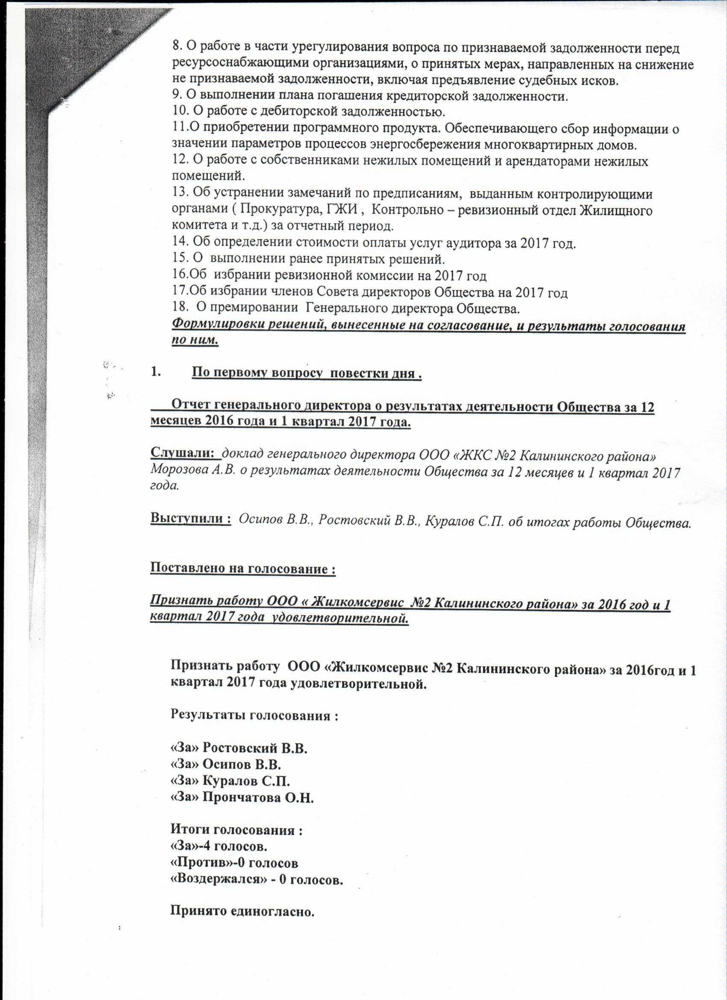 8. О работе в части урегулирования вопроса по признаваемой задолженности перед
ресурсоснабжающими организациями, о принятых мерах, направленных на снижение
не признаваемой задолженности, включая предъявление судебных исков.
9. О выполнении плана погашения кредиторской задолженности.
10. О работе с дебиторской задолженностью.
11.О приобретении программного продукта. Обеспечивающего сбор информации о
значении параметров процессов энергосбережения многоквартирных домов.
12. О работе с собственниками нежилых помещений и арендаторами нежилых
помещений.
13. Об устранении замечаний по предписаниям,  выданным контролирующими
органами ( Прокуратура, ГЖИ ,  Контрольно – ревизионный отдел Жилищного
комитета и т.д.) за отчетный период.
14. Об определении стоимости оплаты услуг аудитора за 2017 год.
15. О  выполнении ранее принятых решений.
16.Об  избрании ревизионной комиссии на 2017 год
17.Об избрании членов Совета директоров Общества на 2017 год
18.  О премировании  Генерального директора Общества.
Формулировки решений, вынесенные на согласование, и результаты голосования
по ним.
1. По первому вопросу  повестки дня .
Отчет генерального директора о результатах деятельности Общества за 12
месяцев 2016 года и 1 квартал 2017 года.
Слушали:  доклад генерального директора ООО «ЖКС №2 Калининского района»
Морозова А.В. о результатах деятельности Общества за 12 месяцев и 1 квартал 2017
года.
Выступили :  Осипов В.В., Ростовский В.В., Куралов С.П. об итогах работы Общества.
Поставлено на голосование :
Признать работу ООО « Жилкомсервис  №2 Калининского района» за 2016 год и 1
квартал 2017 года  удовлетворительной.
Признать работу  ООО «Жилкомсервис №2 Калининского района» за 2016год и 1
квартал 2017 года удовлетворительной.
Результаты голосования :
«За» Ростовский В.В.
«За» Осипов В.В.
«За» Куралов С.П.
«За» Прончатова О.Н.
Итоги голосования :
«За»-4 голосов.
«Против»-0 голосов
«Воздержался» - 0 голосов.
Принято единогласно.